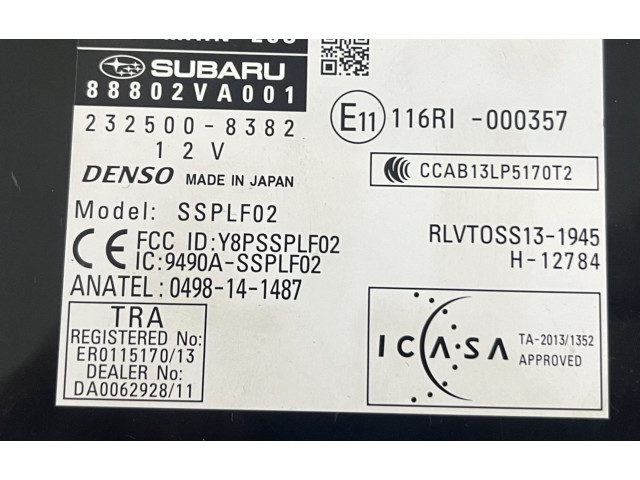 SUBARU
88802VA001
232500-8382
12V
DENSO MADE IN JAPAN
Model: SSPLF02
CE FCC ID:Y8PSSPLF02
IC:9490A-SSPLF02
ANATEL:0498-14-1487
TRA
REGISTERED No:
ER0115170/13
DEALER No:
DA0062928/11
E11 116RI -000357
CCAB13LP5170T2
RLVTOSS13-1945
H-12784
ICASA TA-2013/1352
APPROVED